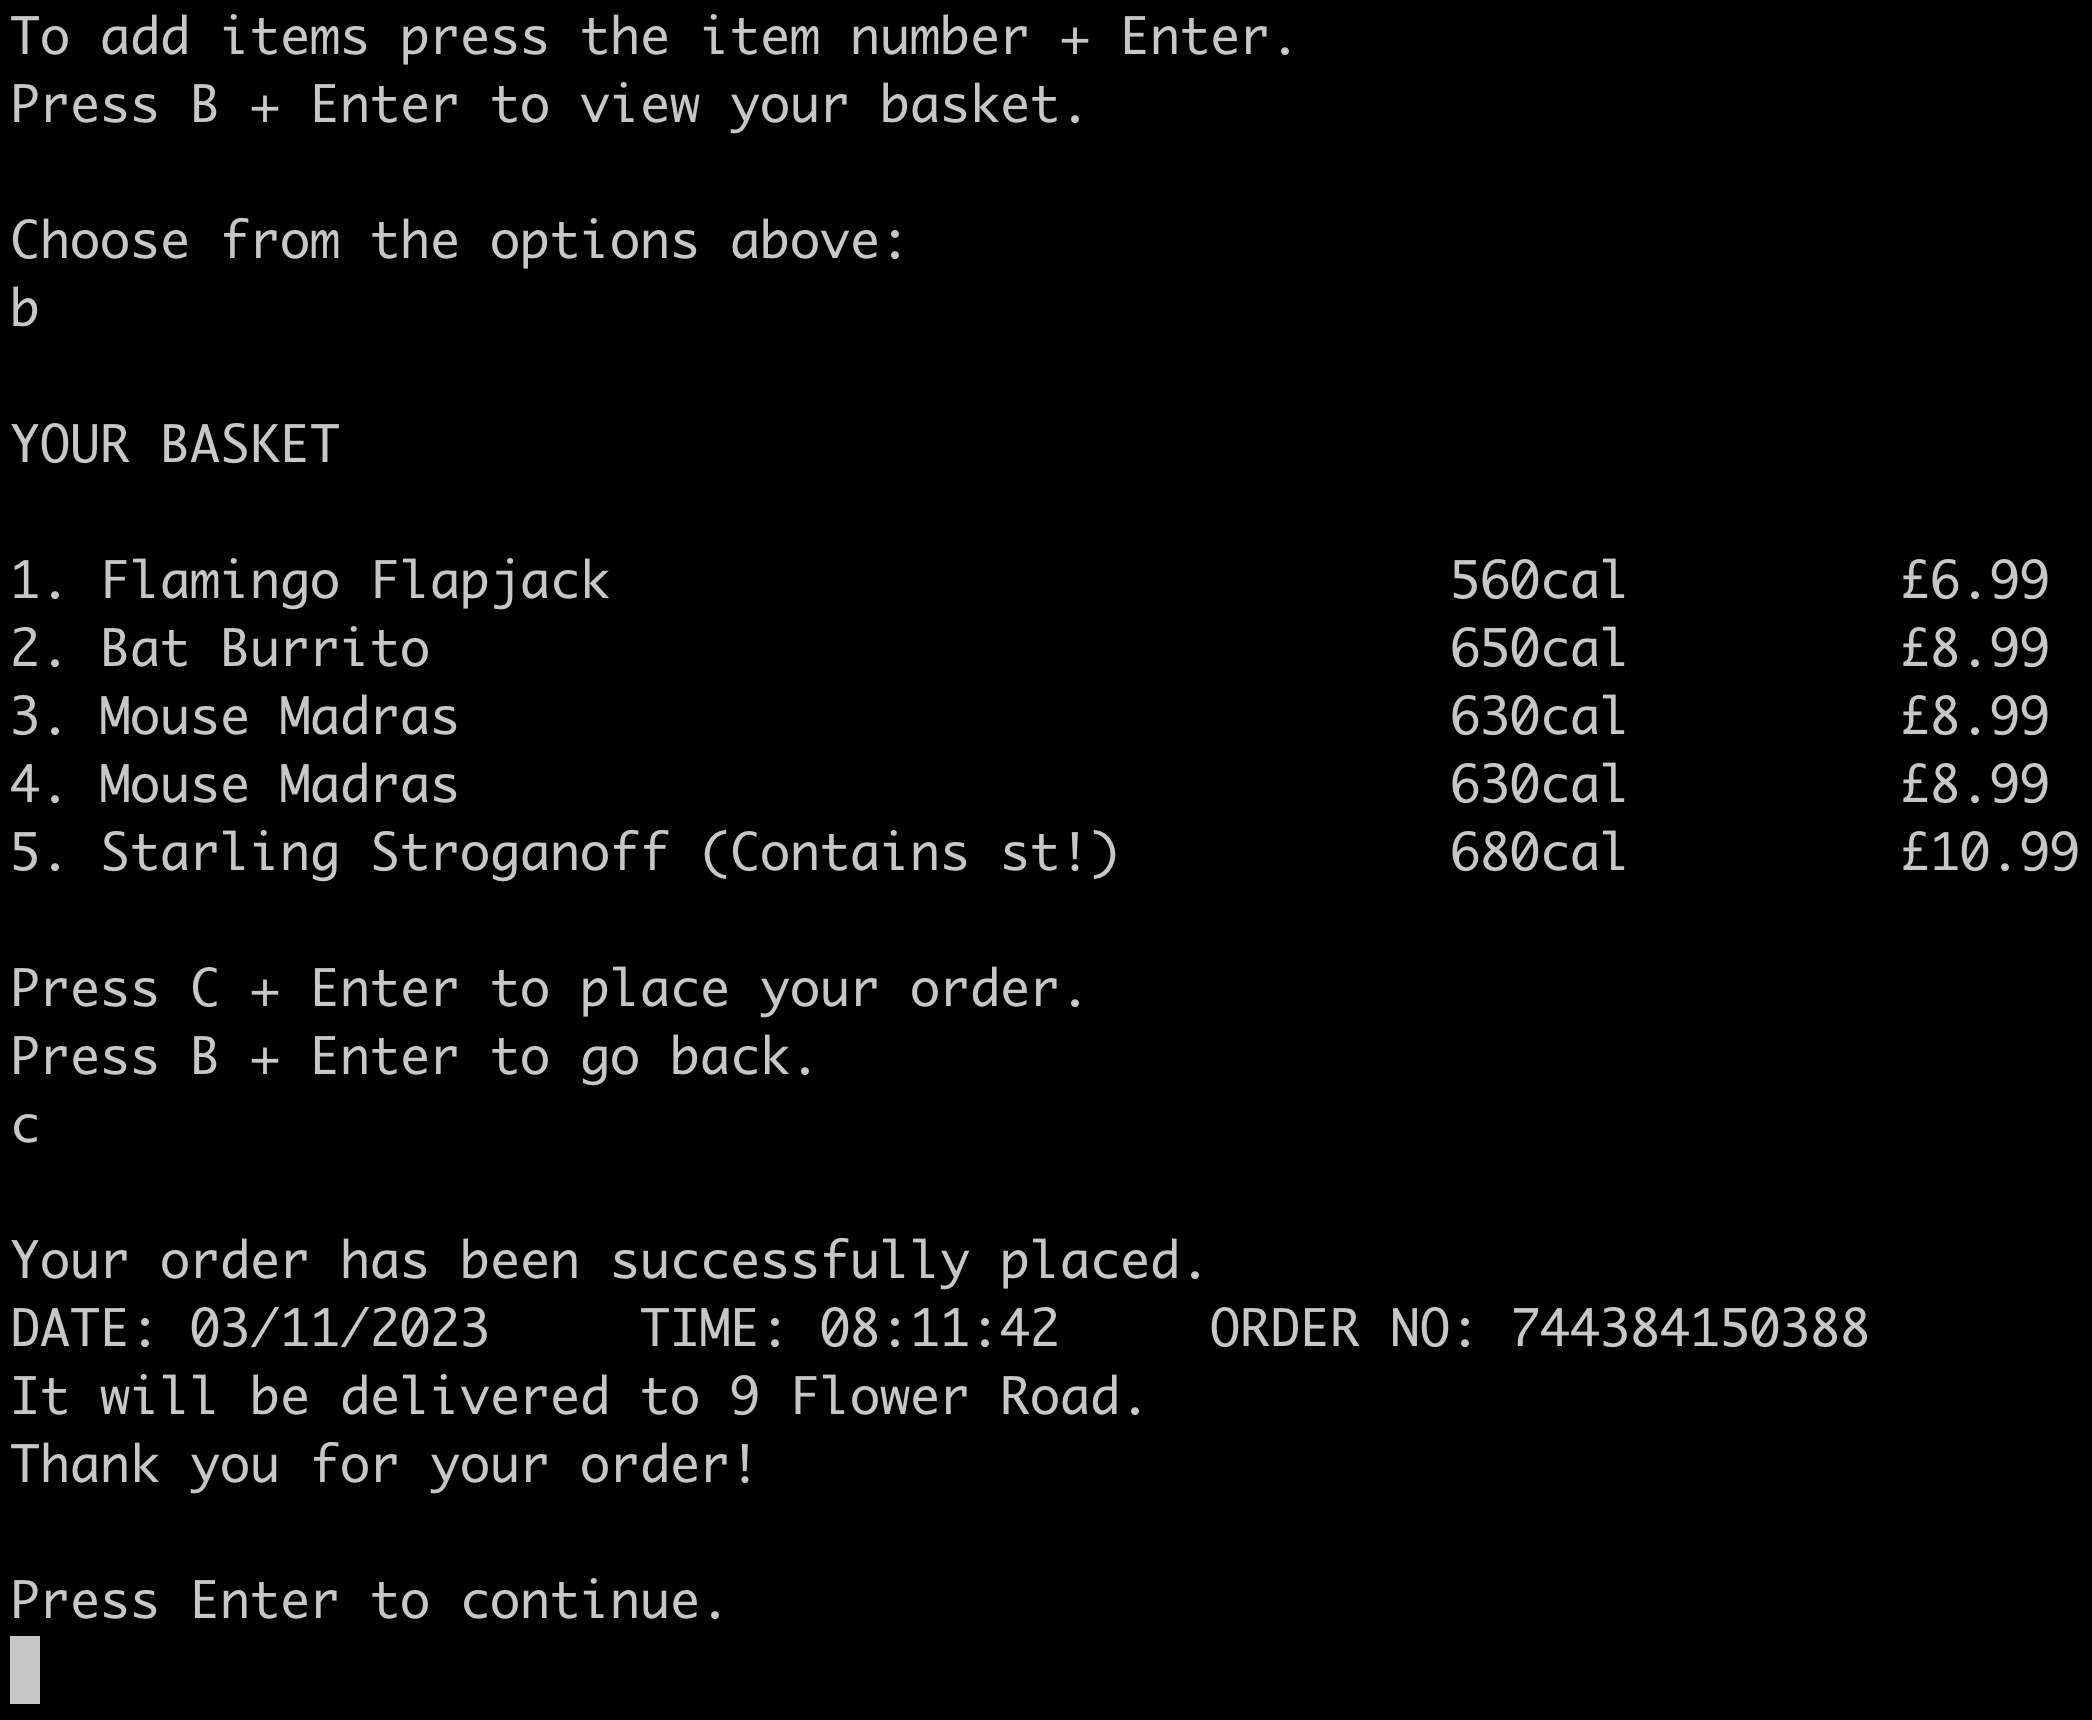 To add items press the item number + Enter.
Press B + Enter to view your basket.
Choose from the options above:
b
YOUR BASKET
1. Flamingo Flapjack 560cal £6.99
2. Bat Burrito 650cal £8.99
3. Mouse Madras 630cal £8.99
4. Mouse Madras 630cal £8.99
5. Starling Stroganoff (Contains st!) 680cal £10.99
Press C + Enter to place your order.
Press B + Enter to go back.
c
Your order has been successfully placed.
DATE: 03/11/2023 TIME: 08:11:42 ORDER NO: 744384150388
It will be delivered to 9 Flower Road.
Thank you for your order!
Press Enter to continue.